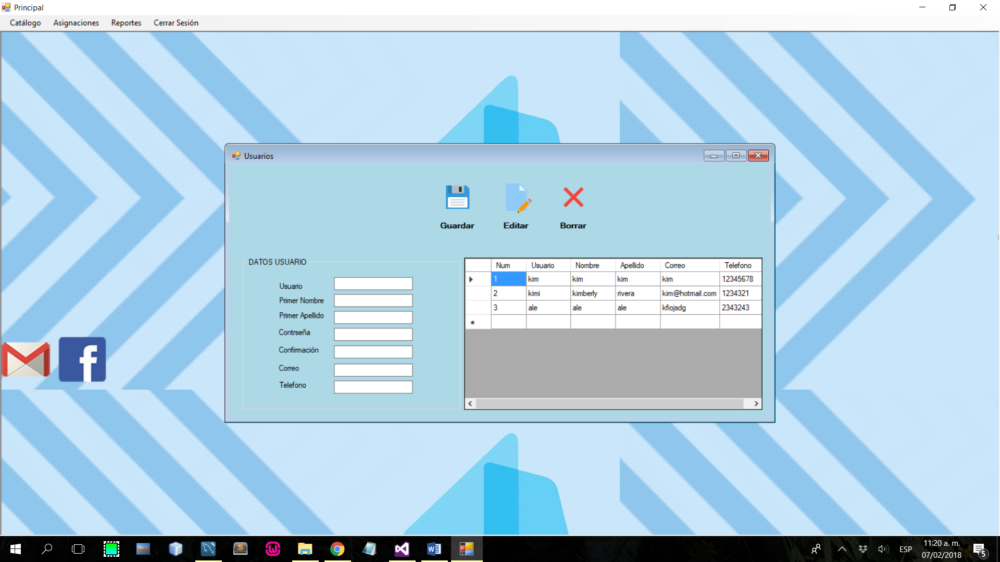 Principal
Catálogo Asignaciones Reportes Cerrar Sesión
Usuarios
Guardar Editar Borrar
DATOS USUARIO
Usuario
Primer Nombre
Primer Apellido
Contrseña
Confirmación
Correo
Telefono
Num Usuario Nombre Apellido Correo Telefono
1 kim kim kim kim 12345678
2 kimi kimberly rivera kim@hotmail.com 1234321
3 ale ale ale kfiojsdg 2343243
f
SQL>
S
W
ESP
11:20 a. m.
07/02/2018
5